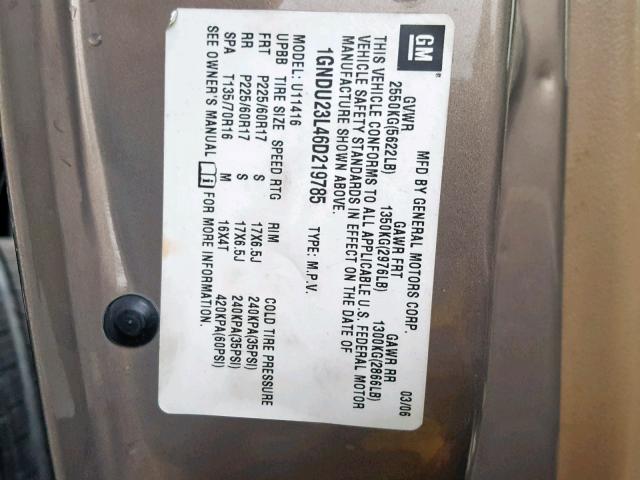 GM
MFD BY GENERAL MOTORS CORP. 03/06
GVWR GAWR FRT GAWR RR
2550KG(5622LB) 1350KG(2976LB) 1300KG(2866LB)
THIS VEHICLE CONFORMS TO ALL APPLICABLE U.S. FEDERAL MOTOR
VEHICLE SAFETY STANDARDS IN EFFECT ON THE DATE OF
MANUFACTURE SHOWN ABOVE.
1GNDU23L46D219785 TYPE: M.P.V.
MODEL: U11416
UPBB TIRE SIZE SPEED RTG RIM COLD TIRE PRESSURE
FRT P225/60R17 S 17X6.5J 240KPA(35PSI)
RR P225/60R17 S 17X6.5J 240KPA(35PSI)
SPA T135/70R16 M 16X4T 420KPA(60PSI)
SEE OWNER'S MANUAL FOR MORE INFORMATION.